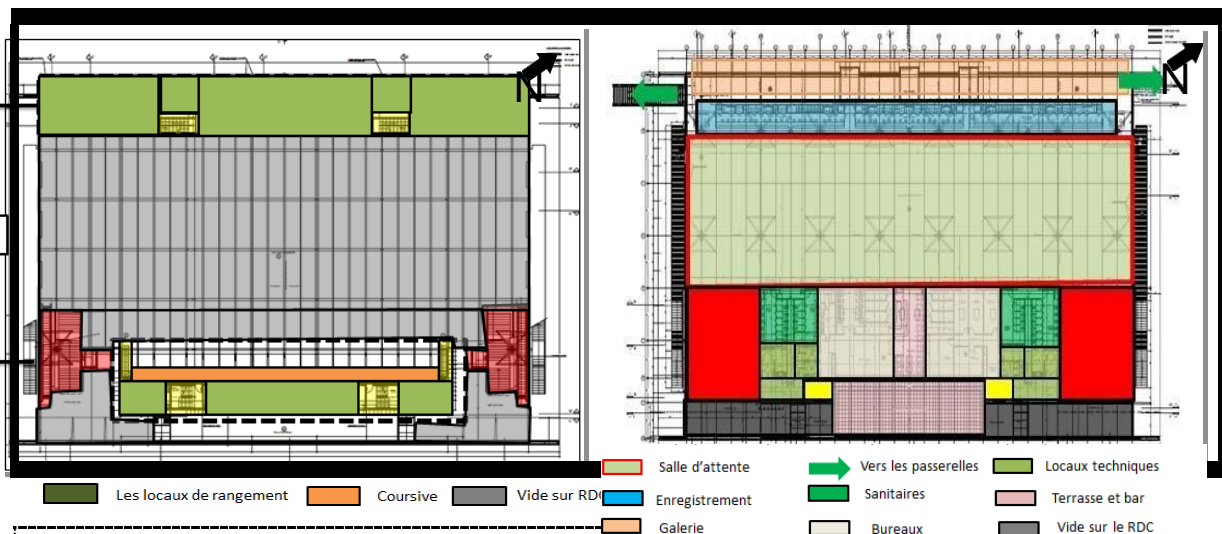 N
N
Les locaux de rangement
Coursive
Vide sur RDC
Salle d’attente
Vers les passerelles
Locaux techniques
Enregistrement
Sanitaires
Terrasse et bar
Galerie
Bureaux
Vide sur le RDC